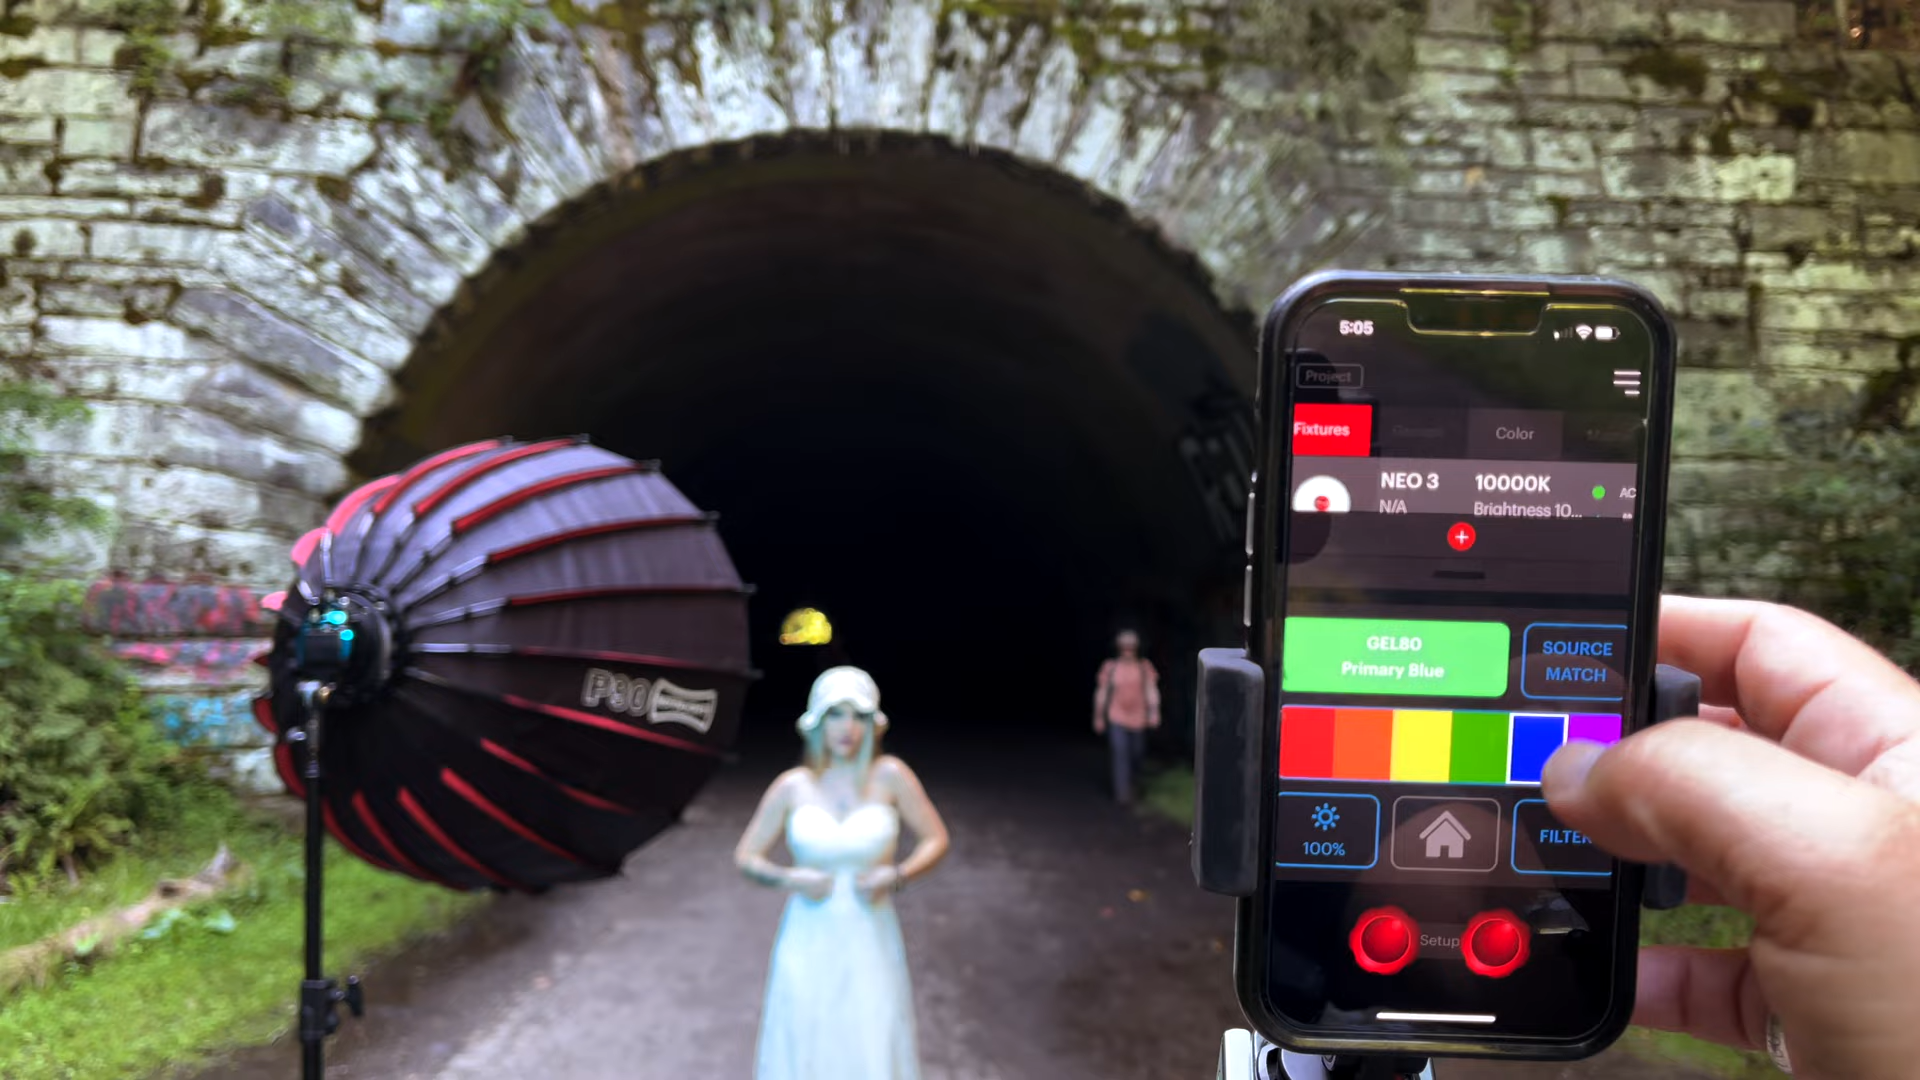 5:05
Project
Fixtures
Color
NEO 3
10000K
AC
N/A
Brightness 10...
GEL80
Primary Blue
SOURCE
MATCH
100%
FILTER
Setup
P90